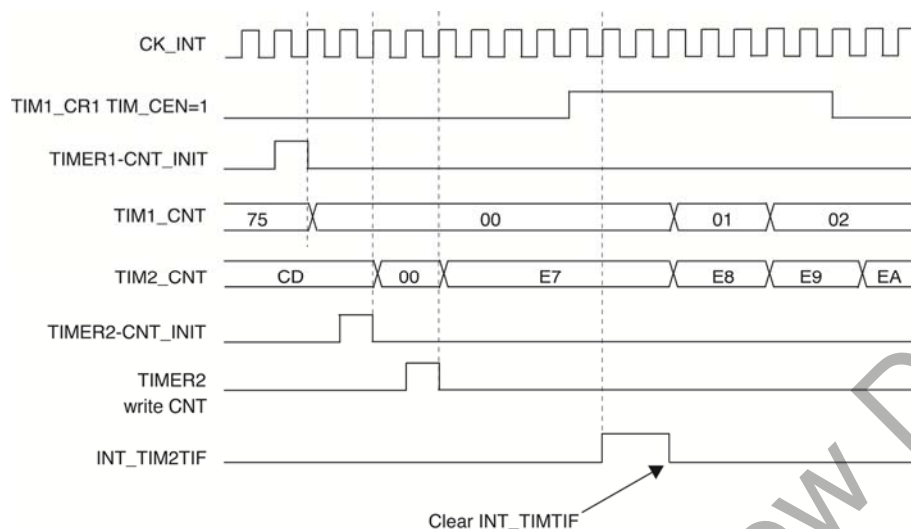 CK_INT
TIM1_CR1 TIM_CEN=1
TIMER1-CNT_INIT
TIM1_CNT 75 00 01 02
TIM2_CNT CD 00 E7 E8 E9 EA
TIMER2-CNT_INIT
TIMER2
write CNT
INT_TIM2TIF
Clear INT_TIMTIF